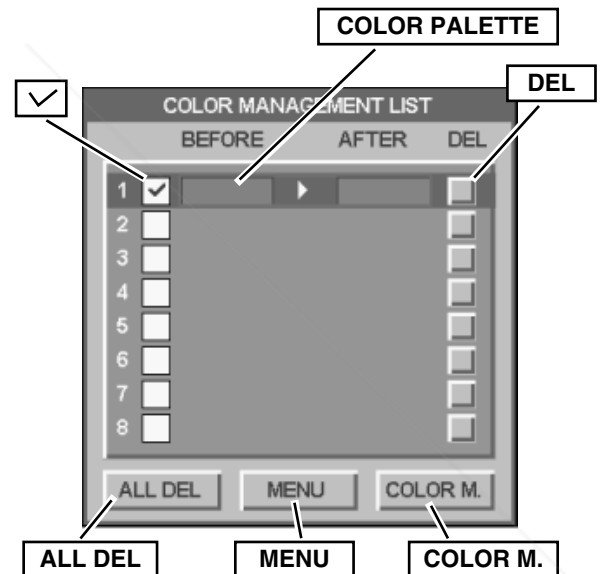 COLOR PALETTE
✓
DEL
COLOR MANAGEMENT LIST
BEFORE AFTER DEL
1
2
3
4
5
6
7
8
ALL DEL MENU COLOR M.
ALL DEL MENU COLOR M.